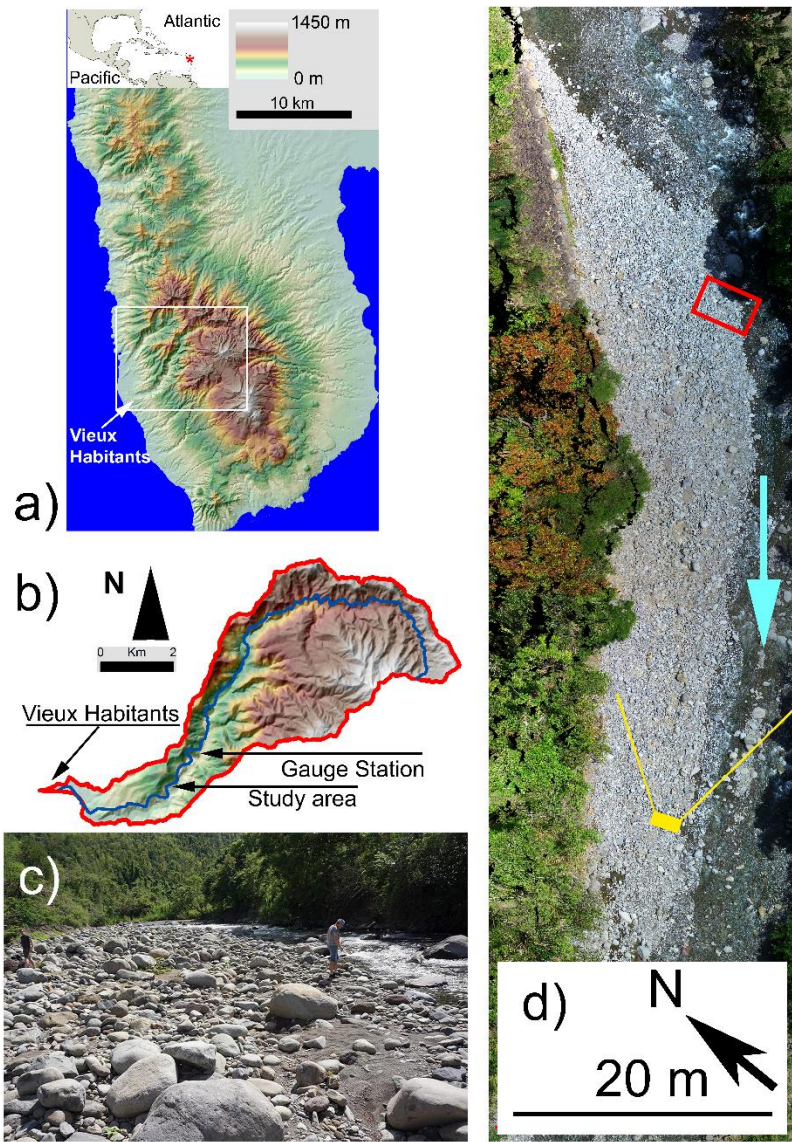 Atlantic
Pacific
1450 m
0 m
10 km
Vieux
Habitants
a)
b)
N
0 Km 2
Vieux Habitants
Gauge Station
Study area
c)
d)
N
20 m